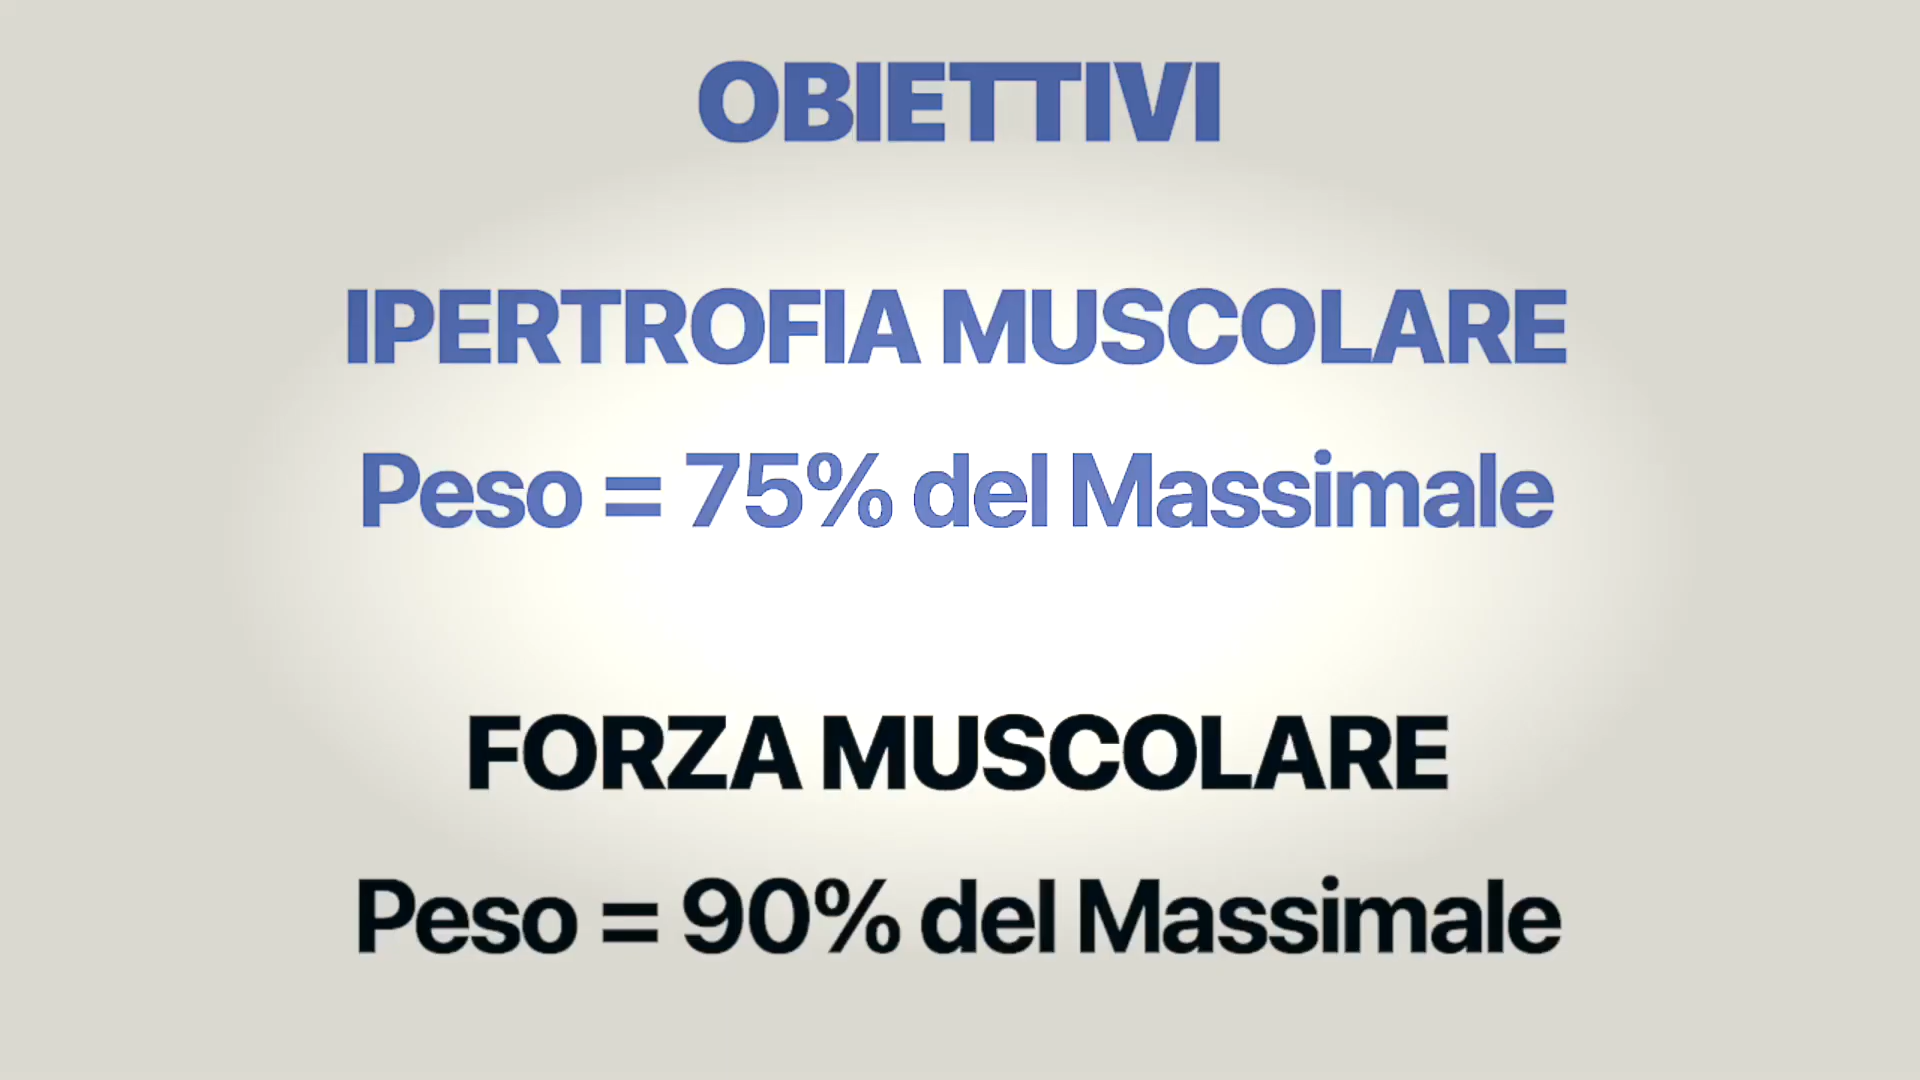 OBIETTIVI
IPERTROFIA MUSCOLARE
Peso = 75% del Massimale
FORZA MUSCOLARE
Peso = 90% del Massimale